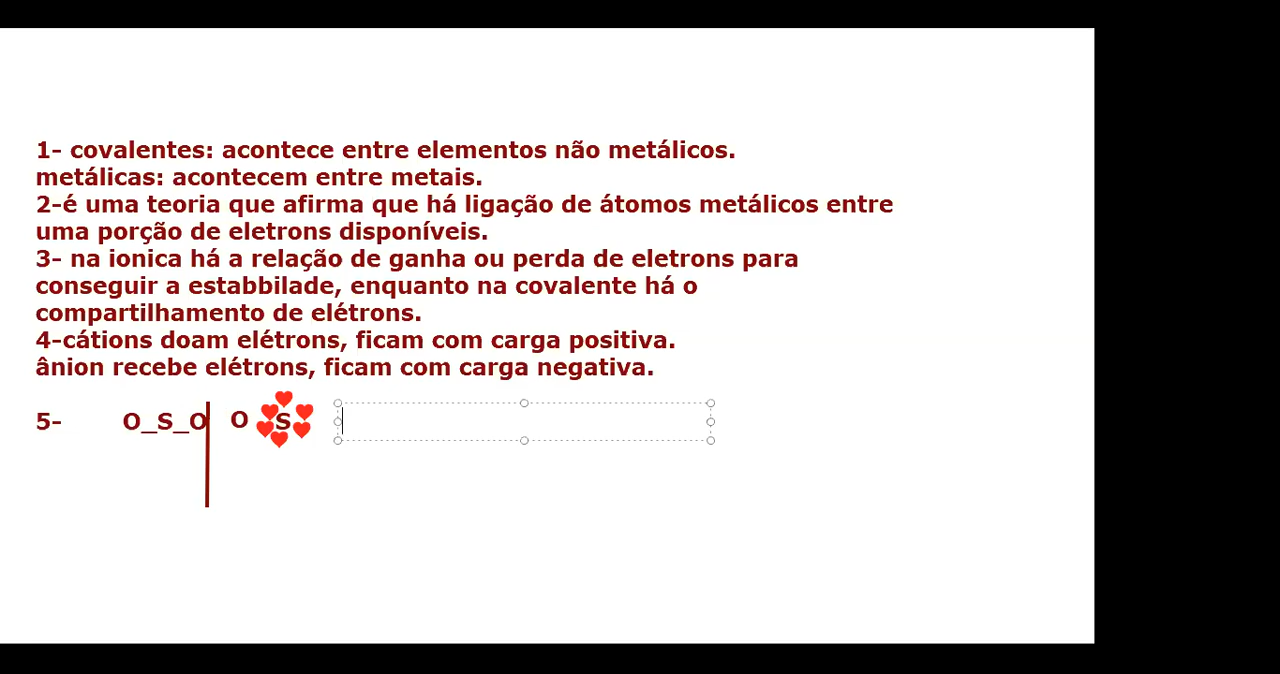 1- covalentes: acontece entre elementos não metálicos.
metálicas: acontecem entre metais.
2-é uma teoria que afirma que há ligação de átomos metálicos entre
uma porção de eletrons disponíveis.
3- na ionica há a relação de ganha ou perda de eletrons para
conseguir a estabbilade, enquanto na covalente há o
compartilhamento de elétrons.
4-cátions doam elétrons, ficam com carga positiva.
ânion recebe elétrons, ficam com carga negativa.
5- O_S_O O S